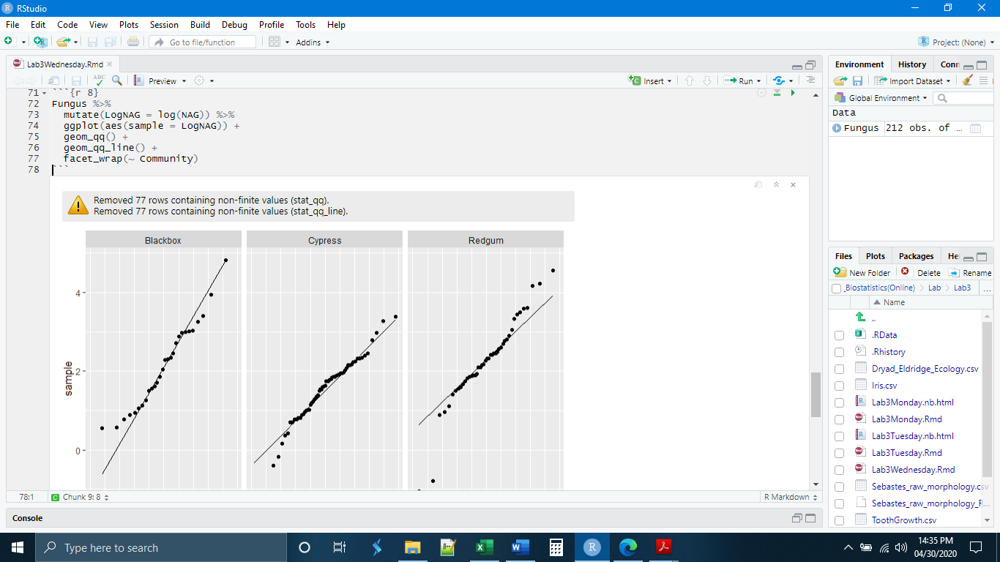 RStudio
File Edit Code View Plots Session Build Debug Profile Tools Help
Go to file/function Addins Project: (None)
Lab3Wednesday.Rmd
ABC Preview Insert Run
71 ```{r 8}
72 Fungus %>%
73 mutate(LogNAG = log(NAG)) %>%
74 ggplot(aes(sample = LogNAG)) +
75 geom_qq() +
76 geom_qq_line() +
77 facet_wrap(~ Community)
78 ```
Removed 77 rows containing non-finite values (stat_qq).
Removed 77 rows containing non-finite values (stat_qq_line).
Blackbox Cypress Redgum
4
2
0
sample
78:1 Chunk 9: 8 R Markdown
Console
Environment History Conn
Import Dataset
Global Environment
Data
Fungus 212 obs. of …
Files Plots Packages He
New Folder Delete Rename
Biostatistics(Online) Lab Lab3 ...
Name
..
.RData
.Rhistory
Dryad_Eldridge_Ecology.csv
Iris.csv
Lab3Monday.nb.html
Lab3Monday.Rmd
Lab3Tuesday.nb.html
Lab3Tuesday.Rmd
Lab3Wednesday.Rmd
Sebastes_raw_morphology.csv
Sebastes_raw_morphology_R...
ToothGrowth.csv
Type here to search
14:35 PM
04/30/2020